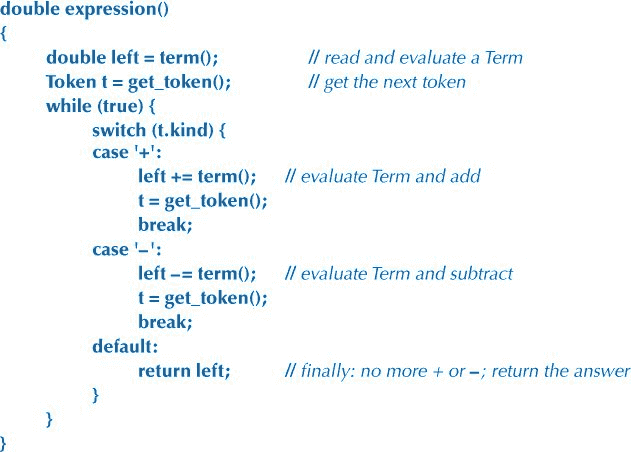 double expression()
{
double left = term(); // read and evaluate a Term
Token t = get_token(); // get the next token
while (true) {
switch (t.kind) {
case '+':
left += term(); // evaluate Term and add
t = get_token();
break;
case '–':
left –= term(); // evaluate Term and subtract
t = get_token();
break;
default:
return left; // finally: no more + or –; return the answer
}
}
}